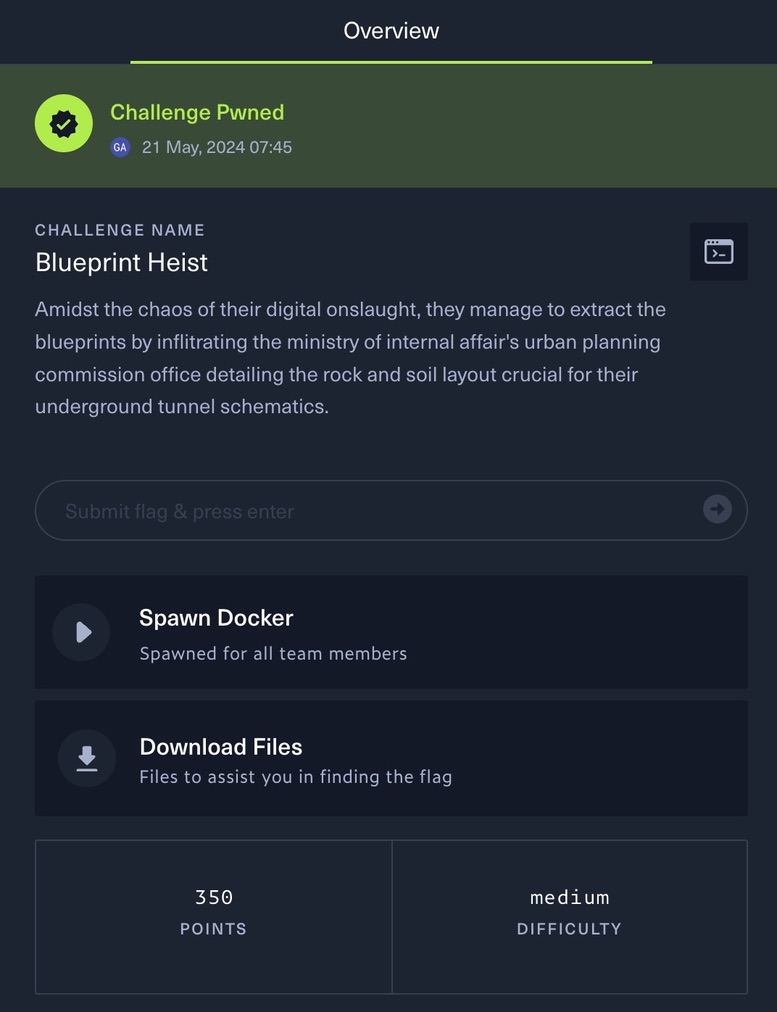 Overview
Challenge Pwned
GA 21 May, 2024 07:45
CHALLENGE NAME
Blueprint Heist
Amidst the chaos of their digital onslaught, they manage to extract the
blueprints by inflitrating the ministry of internal affair's urban planning
commission office detailing the rock and soil layout crucial for their
underground tunnel schematics.
Submit flag & press enter
Spawn Docker
Spawned for all team members
Download Files
Files to assist you in finding the flag
350
POINTS
medium
DIFFICULTY